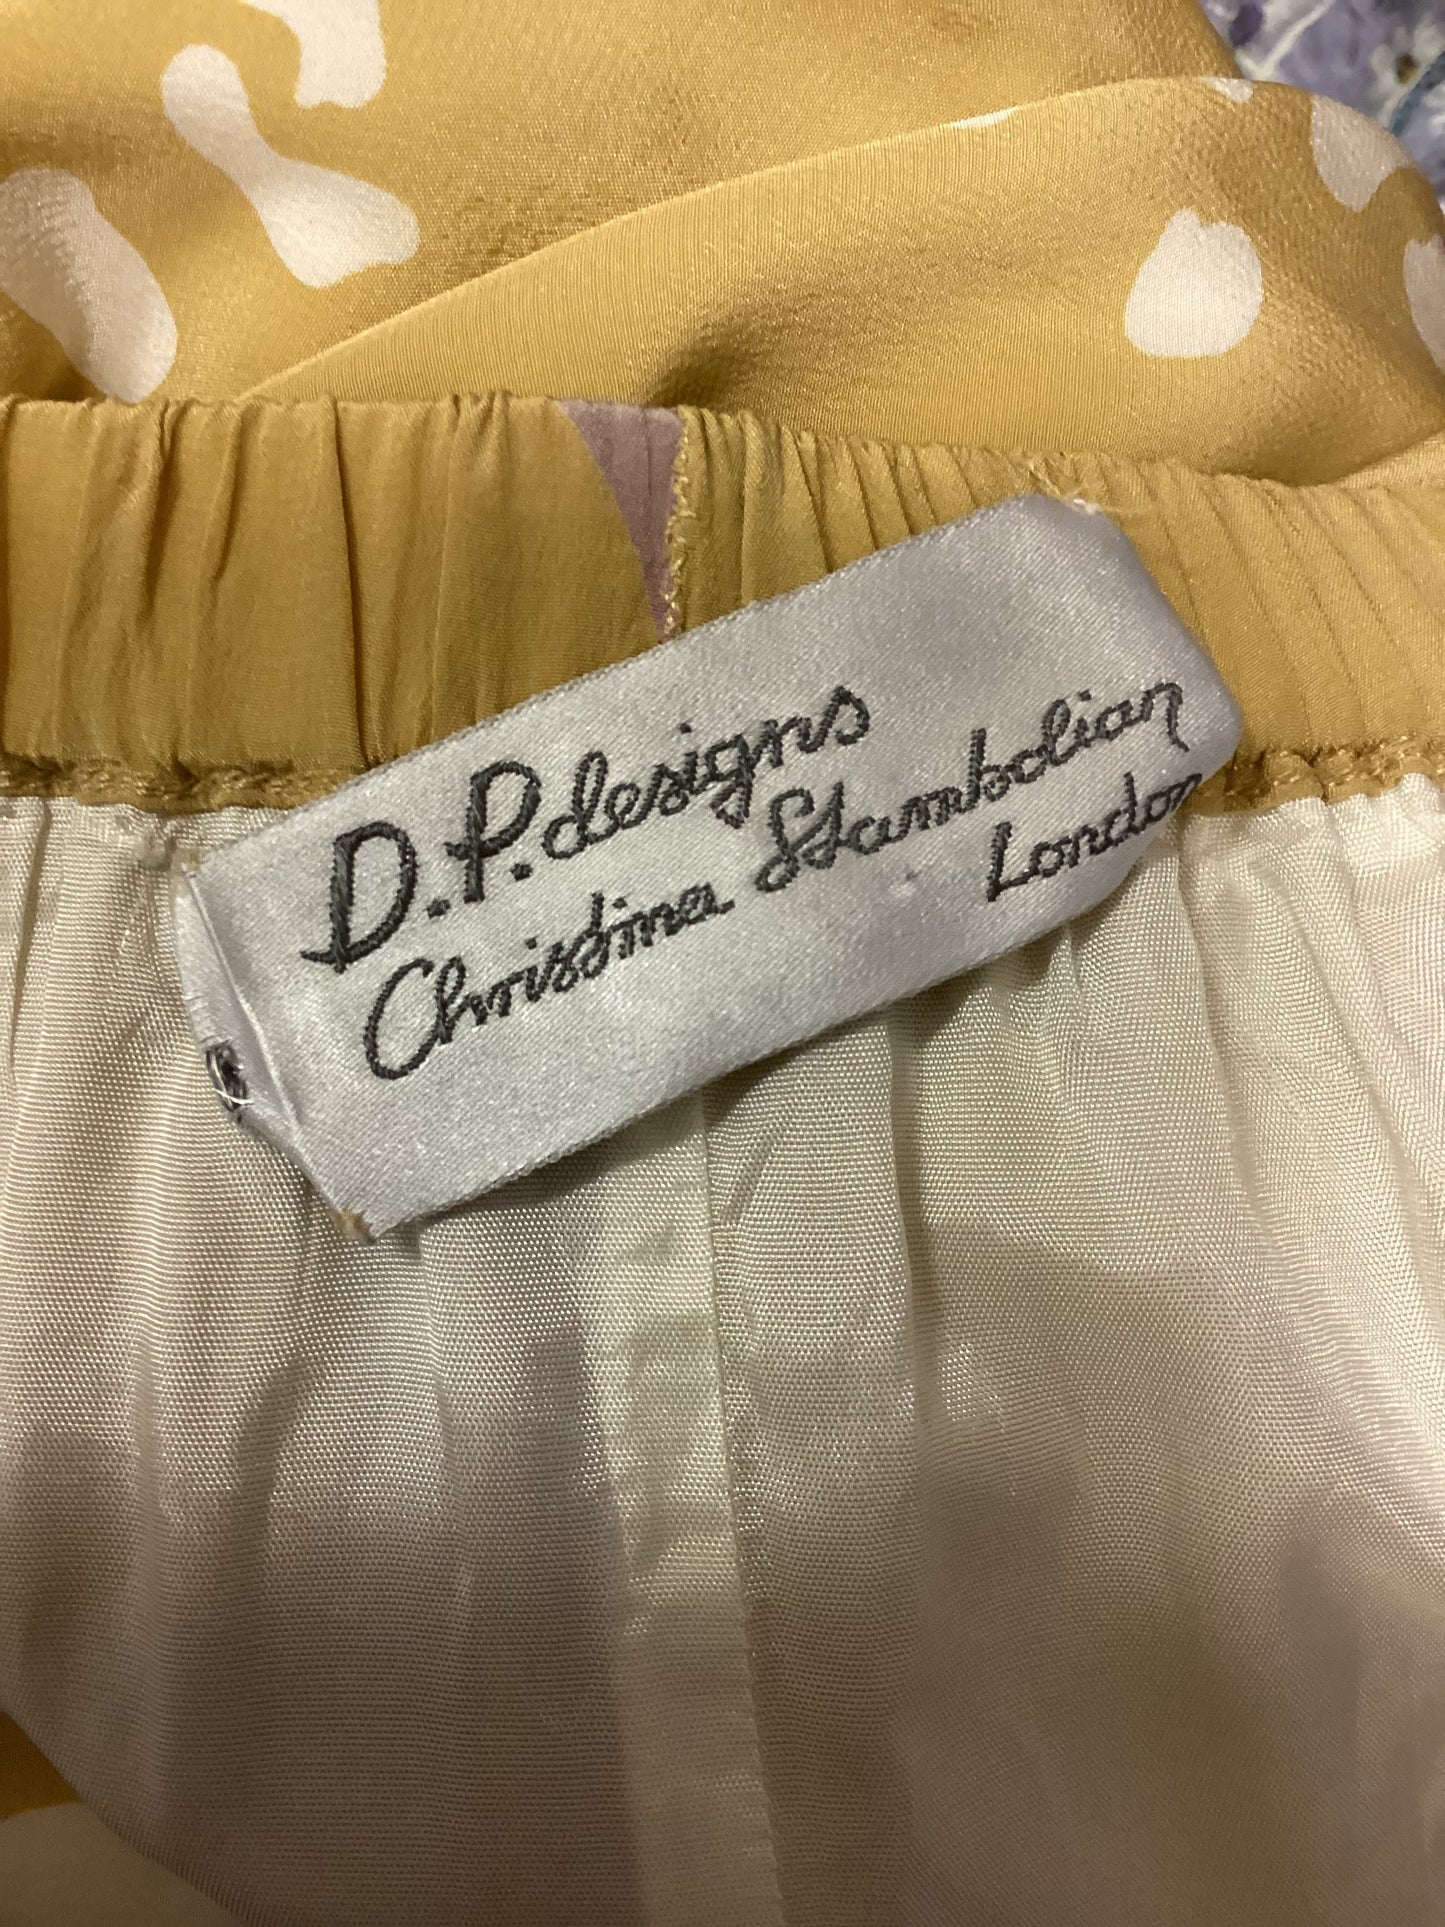 D.P. designs
Christina Stambolian
London